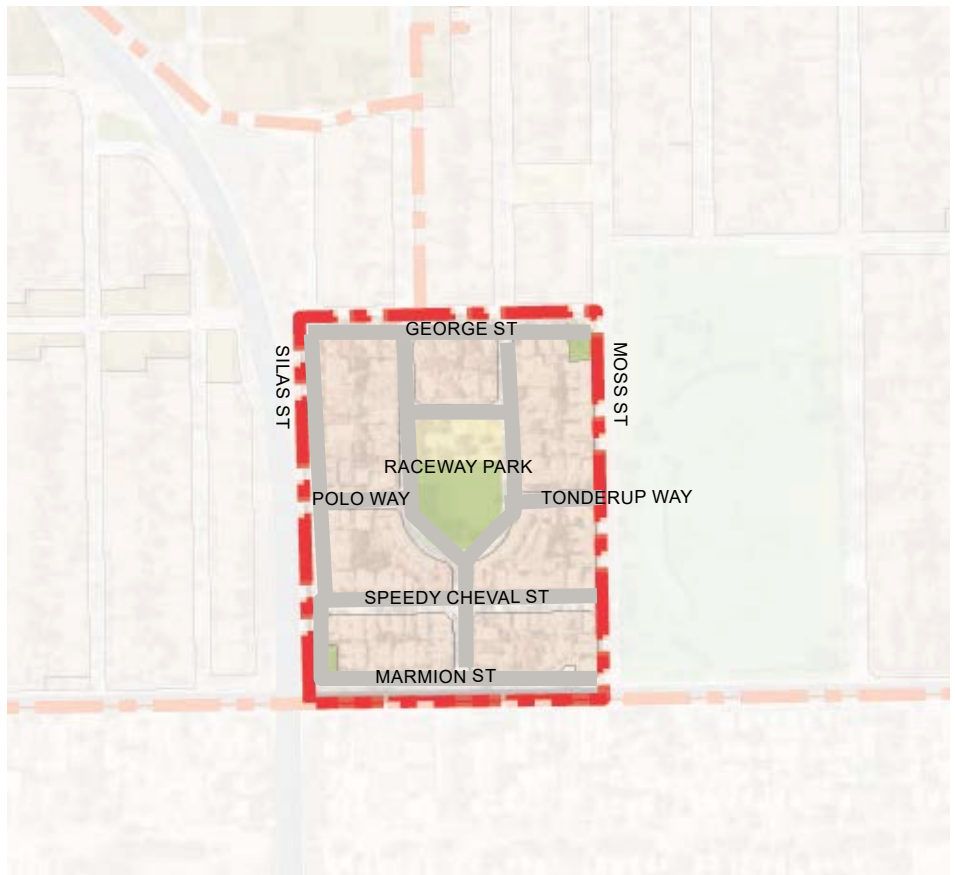 GEORGE ST
SILAS ST
MOSS ST
RACEWAY PARK
POLO WAY
TONDERUP WAY
SPEEDY CHEVAL ST
MARMION ST